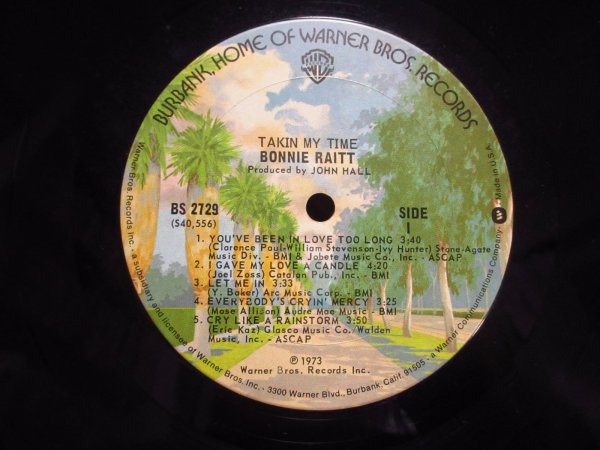 BURBANK, HOME OF WARNER BROS. RECORDS
TAKIN MY TIME
BONNIE RAITT
Produced by JOHN HALL
BS 2729
(S40,556)
SIDE
1
1. YOU'VE BEEN IN LOVE TOO LONG 3:40
(Clarence Paul-William Stevenson-Ivy Hunter) Stone-Agate
Music Div. - BMI & Jobete Music Co., Inc. - ASCAP
2. I GAVE MY LOVE A CANDLE 4:20
(Joel Zoss) Catalan Pub., Inc. - BMI
3. LET ME IN 3:33
(Y. Baker) Arc Music Corp. - BMI
4. EVERYBODY'S CRYIN' MERCY 3:25
(Mose Allison) Audre Mae Music - BMI
5. CRY LIKE A RAINSTORM 3:50
(Eric Kaz) Glasco Music Co./Walden
Music, Inc. - ASCAP
℗ 1973
Warner Bros. Records Inc.
Warner Bros. Records Inc. • a subsidiary and licensee of Warner Bros. Inc. • 3300 Warner Blvd., Burbank, Calif. 91505 • a Warner Communications Company • Made in U.S.A.